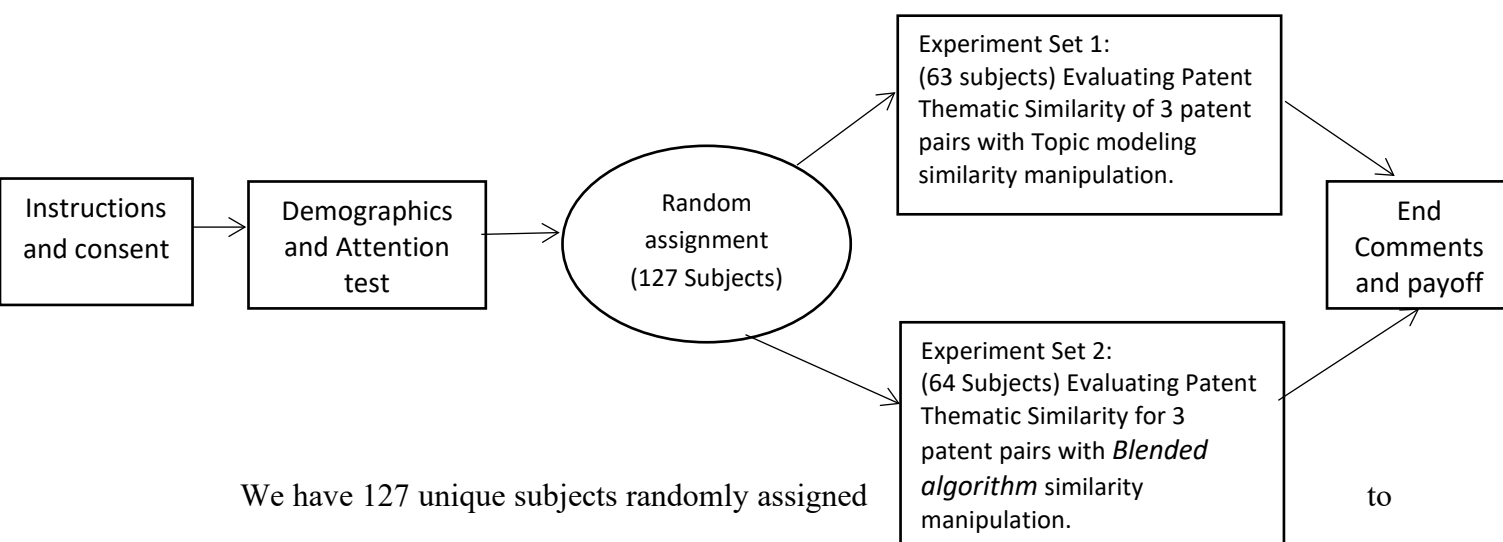 Instructions
and consent
Demographics
and Attention
test
Random
assignment
(127 Subjects)
Experiment Set 1:
(63 subjects) Evaluating Patent
Thematic Similarity of 3 patent
pairs with Topic modeling
similarity manipulation.
Experiment Set 2:
(64 Subjects) Evaluating Patent
Thematic Similarity for 3
patent pairs with Blended
algorithm similarity
manipulation.
End
Comments
and payoff
We have 127 unique subjects randomly assigned to